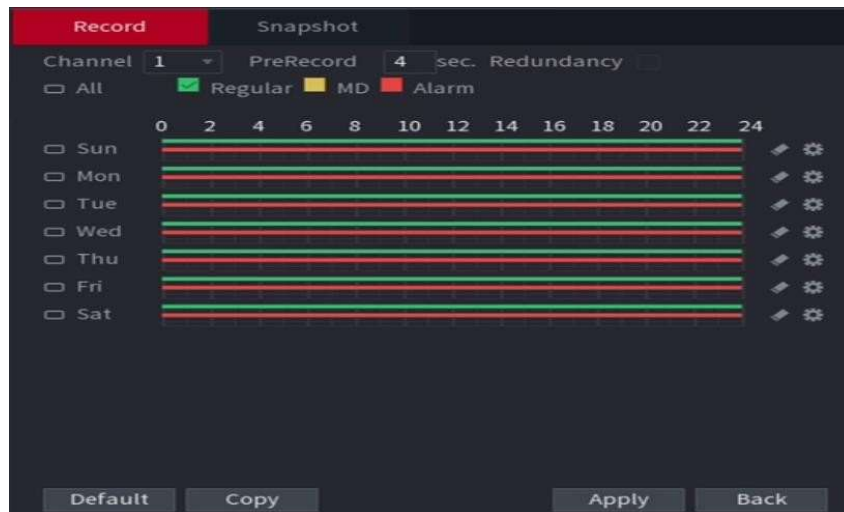 Record Snapshot
Channel 1 PreRecord 4 sec. Redundancy
All Regular MD Alarm
0 2 4 6 8 10 12 14 16 18 20 22 24
Sun
Mon
Tue
Wed
Thu
Fri
Sat
Default Copy Apply Back